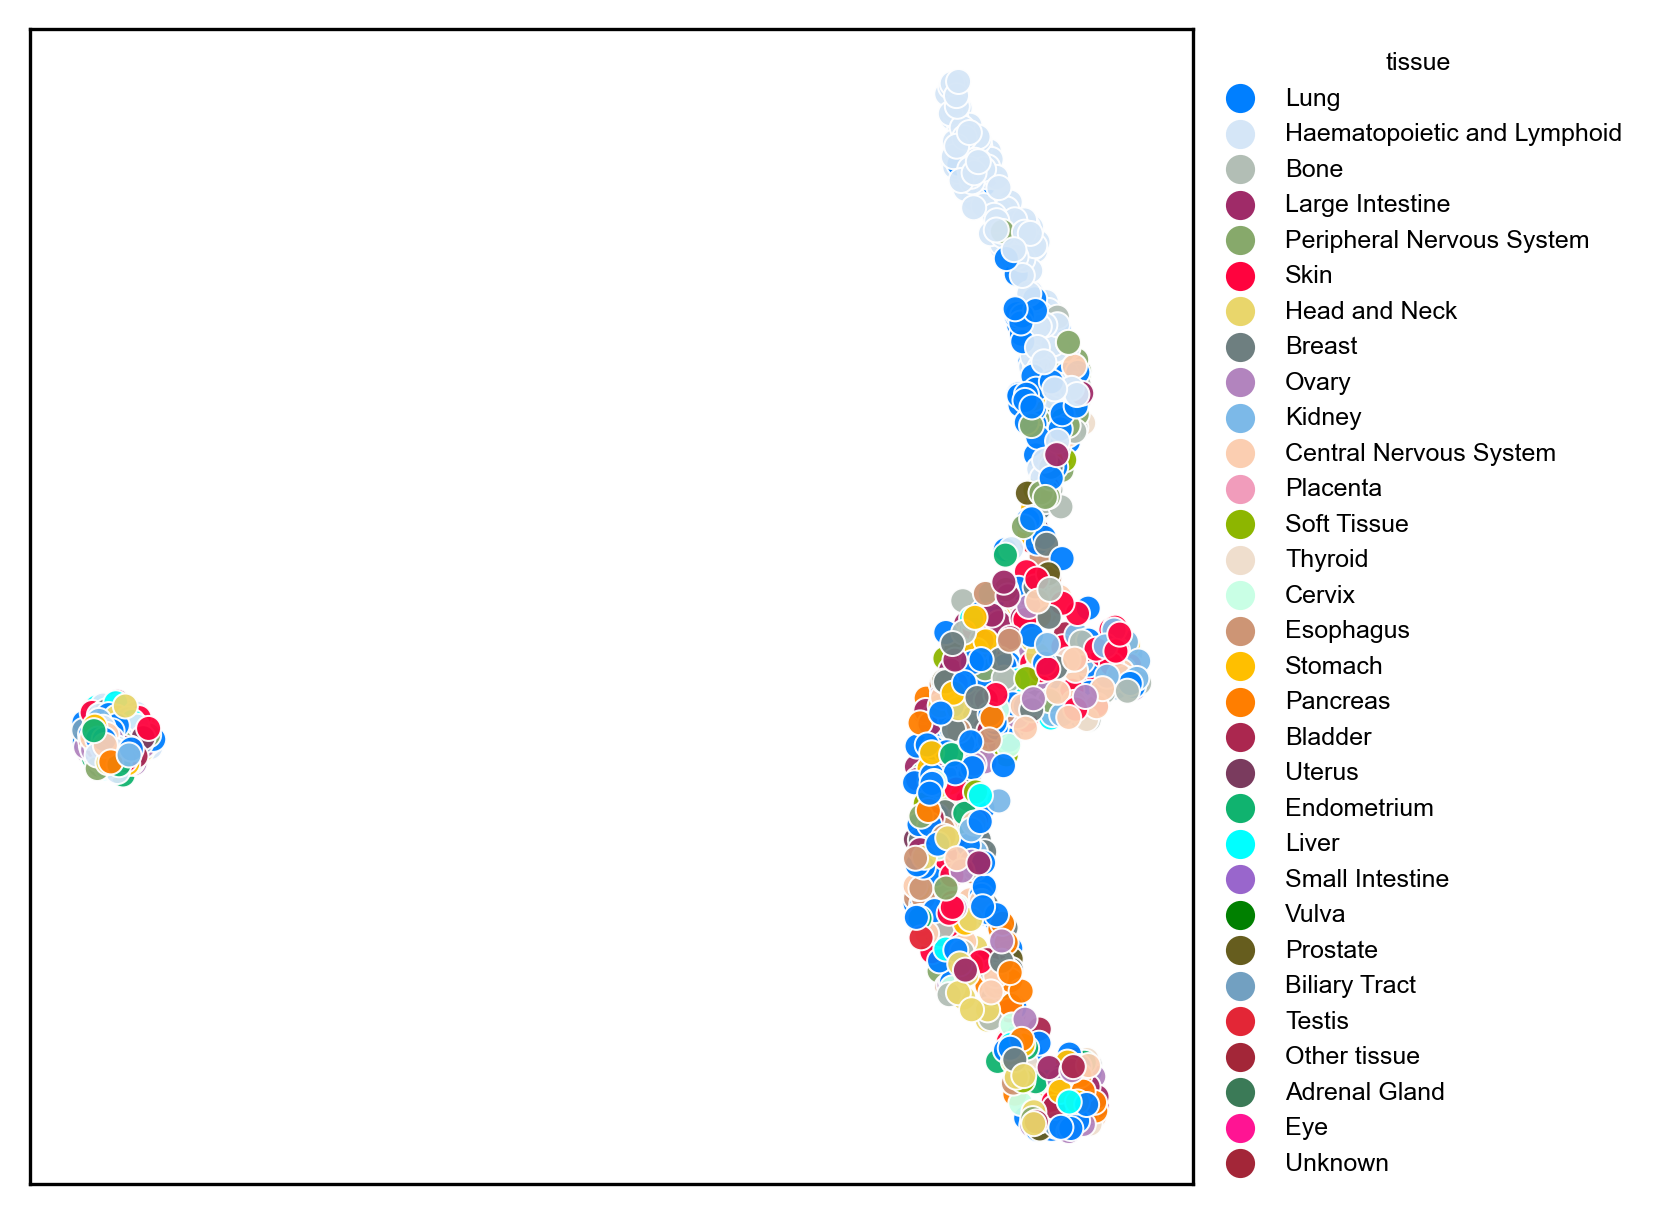 tissue
Lung
Haematopoietic and Lymphoid
Bone
Large Intestine
Peripheral Nervous System
Skin
Head and Neck
Breast
Ovary
Kidney
Central Nervous System
Placenta
Soft Tissue
Thyroid
Cervix
Esophagus
Stomach
Pancreas
Bladder
Uterus
Endometrium
Liver
Small Intestine
Vulva
Prostate
Biliary Tract
Testis
Other tissue
Adrenal Gland
Eye
Unknown